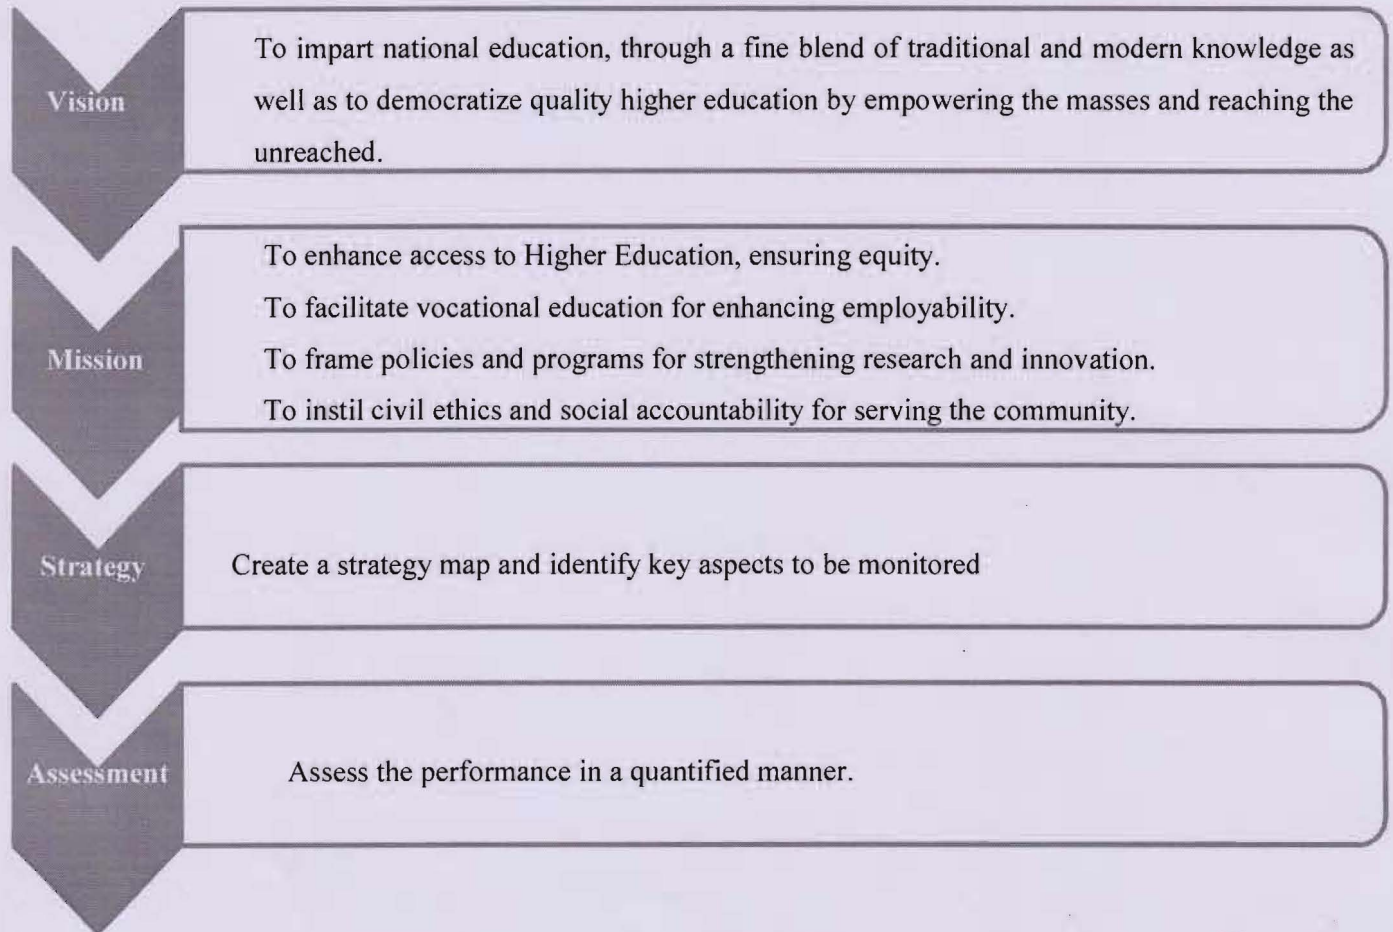 Vision
To impart national education, through a fine blend of traditional and modern knowledge as
well as to democratize quality higher education by empowering the masses and reaching the
unreached.
Mission
To enhance access to Higher Education, ensuring equity.
To facilitate vocational education for enhancing employability.
To frame policies and programs for strengthening research and innovation.
To instil civil ethics and social accountability for serving the community.
Strategy
Create a strategy map and identify key aspects to be monitored
Assessment
Assess the performance in a quantified manner.